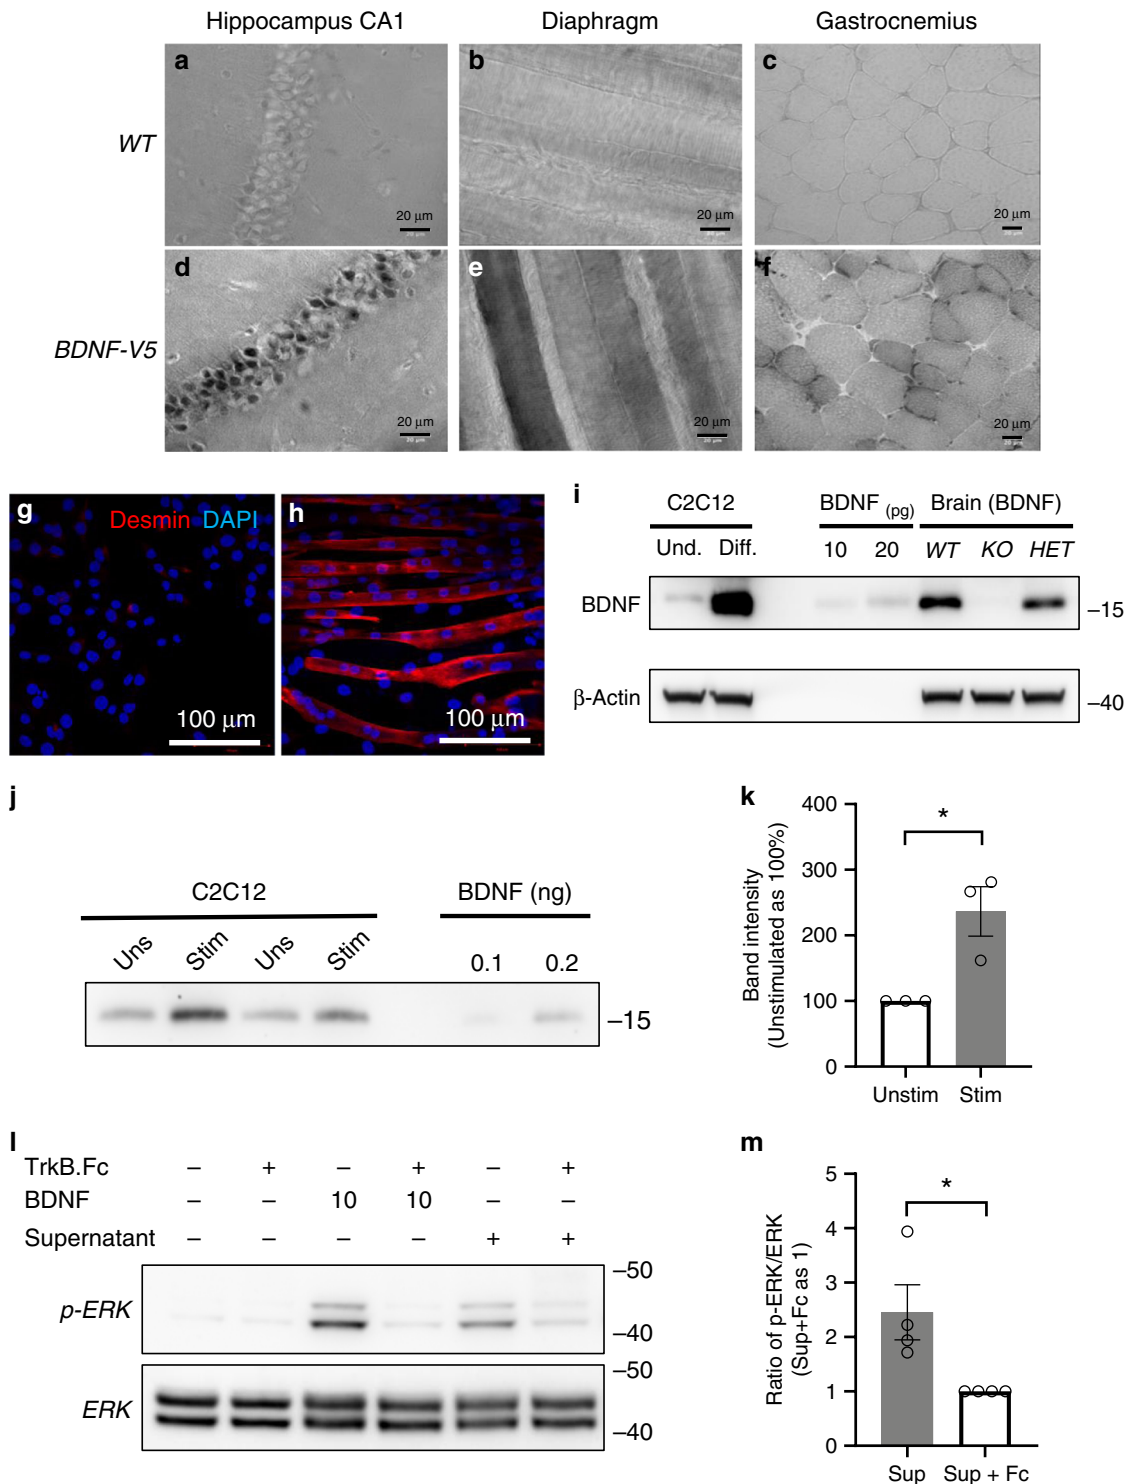 Hippocampus CA1 Diaphragm Gastrocnemius
WT
a b c
20 µm 20 µm 20 µm
BDNF-V5
d e f
20 µm 20 µm 20 µm
g Desmin DAPI h
100 µm 100 µm
i
C2C12 BDNF (pg) Brain (BDNF)
Und. Diff. 10 20 WT KO HET
BDNF –15
β-Actin –40
j
C2C12 BDNF (ng)
Uns Stim Uns Stim 0.1 0.2
–15
k
Band intensity
(Unstimulated as 100%)
400
300
200
100
0
*
Unstim Stim
l
TrkB.Fc – + – + – +
BDNF – – 10 10 – –
Supernatant – – – – + +
–50
p-ERK
–40
–50
ERK
–40
m
Ratio of p-ERK/ERK
(Sup+Fc as 1)
5
4
3
2
1
0
*
Sup Sup + Fc